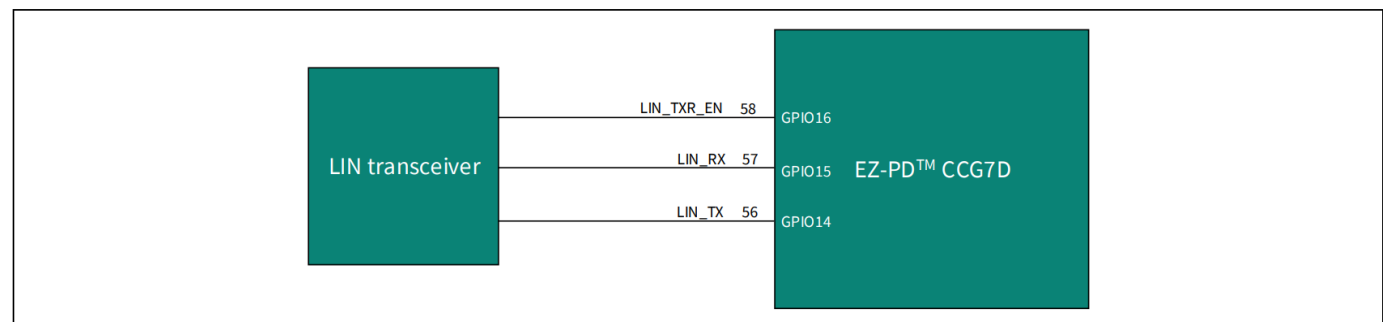 LIN_TXR_EN 58 GPIO16
LIN transceiver
LIN_RX 57 GPIO15 EZ-PD™ CCG7D
LIN_TX 56 GPIO14